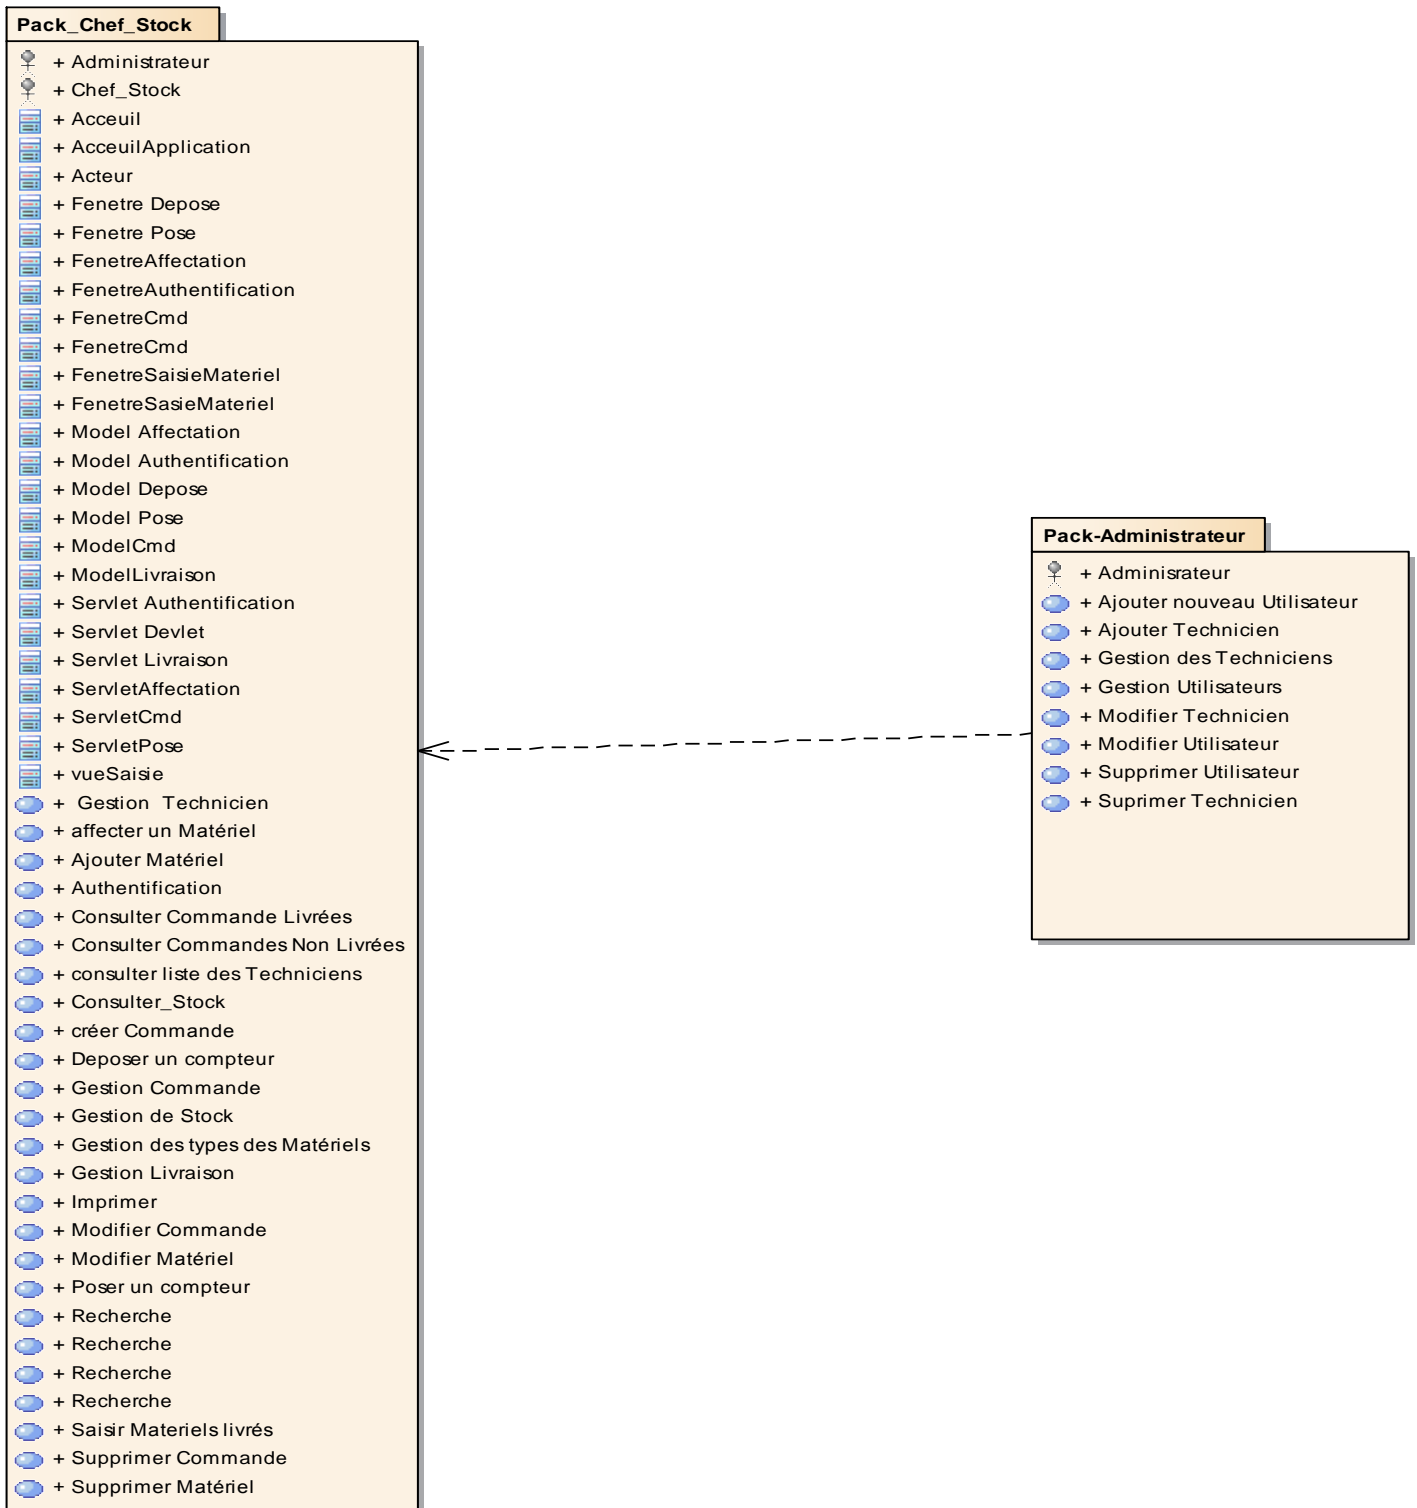 Pack_Chef_Stock
+ Administrateur
+ Chef_Stock
+ Acceuil
+ AcceuilApplication
+ Acteur
+ Fenetre Depose
+ Fenetre Pose
+ FenetreAffectation
+ FenetreAuthentification
+ FenetreCmd
+ FenetreCmd
+ FenetreSaisieMateriel
+ FenetreSasieMateriel
+ Model Affectation
+ Model Authentification
+ Model Depose
+ Model Pose
+ ModelCmd
+ ModelLivraison
+ Servlet Authentification
+ Servlet Devlet
+ Servlet Livraison
+ ServletAffectation
+ ServletCmd
+ ServletPose
+ vueSaisie
+ Gestion Technicien
+ affecter un Matériel
+ Ajouter Matériel
+ Authentification
+ Consulter Commande Livrées
+ Consulter Commandes Non Livrées
+ consulter liste des Techniciens
+ Consulter_Stock
+ créer Commande
+ Deposer un compteur
+ Gestion Commande
+ Gestion de Stock
+ Gestion des types des Matériels
+ Gestion Livraison
+ Imprimer
+ Modifier Commande
+ Modifier Matériel
+ Poser un compteur
+ Recherche
+ Recherche
+ Recherche
+ Recherche
+ Saisir Materiels livrés
+ Supprimer Commande
+ Supprimer Matériel
Pack-Administrateur
+ Adminisrateur
+ Ajouter nouveau Utilisateur
+ Ajouter Technicien
+ Gestion des Techniciens
+ Gestion Utilisateurs
+ Modifier Technicien
+ Modifier Utilisateur
+ Supprimer Utilisateur
+ Suprimer Technicien